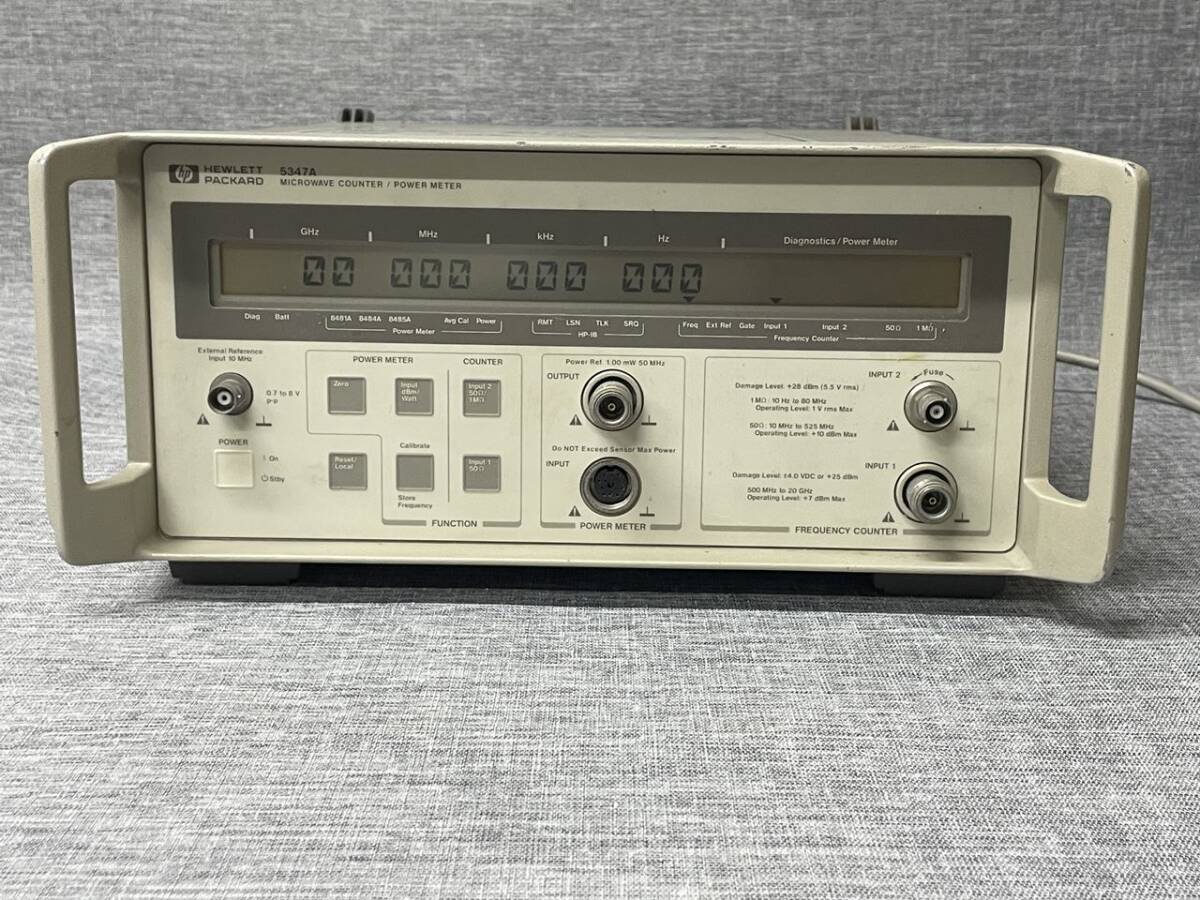 hp HEWLETT PACKARD 5347A
MICROWAVE COUNTER / POWER METER
GHz MHz kHz Hz Diagnostics / Power Meter
00 000 000 000
Diag Batt 8481A 8484A 8485A Avg Cal Power RMT LSN TLK SRQ Freq Ext Ref Gate Input 1 Input 2 50Ω 1 MΩ
Power Meter HP-IB Frequency Counter
External Reference
Input 10 MHz
0.7 to 8 V
p-p
POWER
On
Stby
POWER METER COUNTER
Zero
Input
dBm/
Watt
Input 2
50Ω/
1MΩ
Reset/
Local
Calibrate
Store
Frequency
Input 1
50Ω
FUNCTION
Power Ref. 1.00 mW 50 MHz
OUTPUT
Do NOT Exceed Sensor Max Power
INPUT
POWER METER
INPUT 2 Fuse
Damage Level: +28 dBm (5.5 V rms)
1 MΩ: 10 Hz to 80 MHz
Operating Level: 1 V rms Max
50Ω: 10 MHz to 525 MHz
Operating Level: +10 dBm Max
INPUT 1
Damage Level: ±4.0 VDC or +25 dBm
500 MHz to 20 GHz
Operating Level: +7 dBm Max
FREQUENCY COUNTER